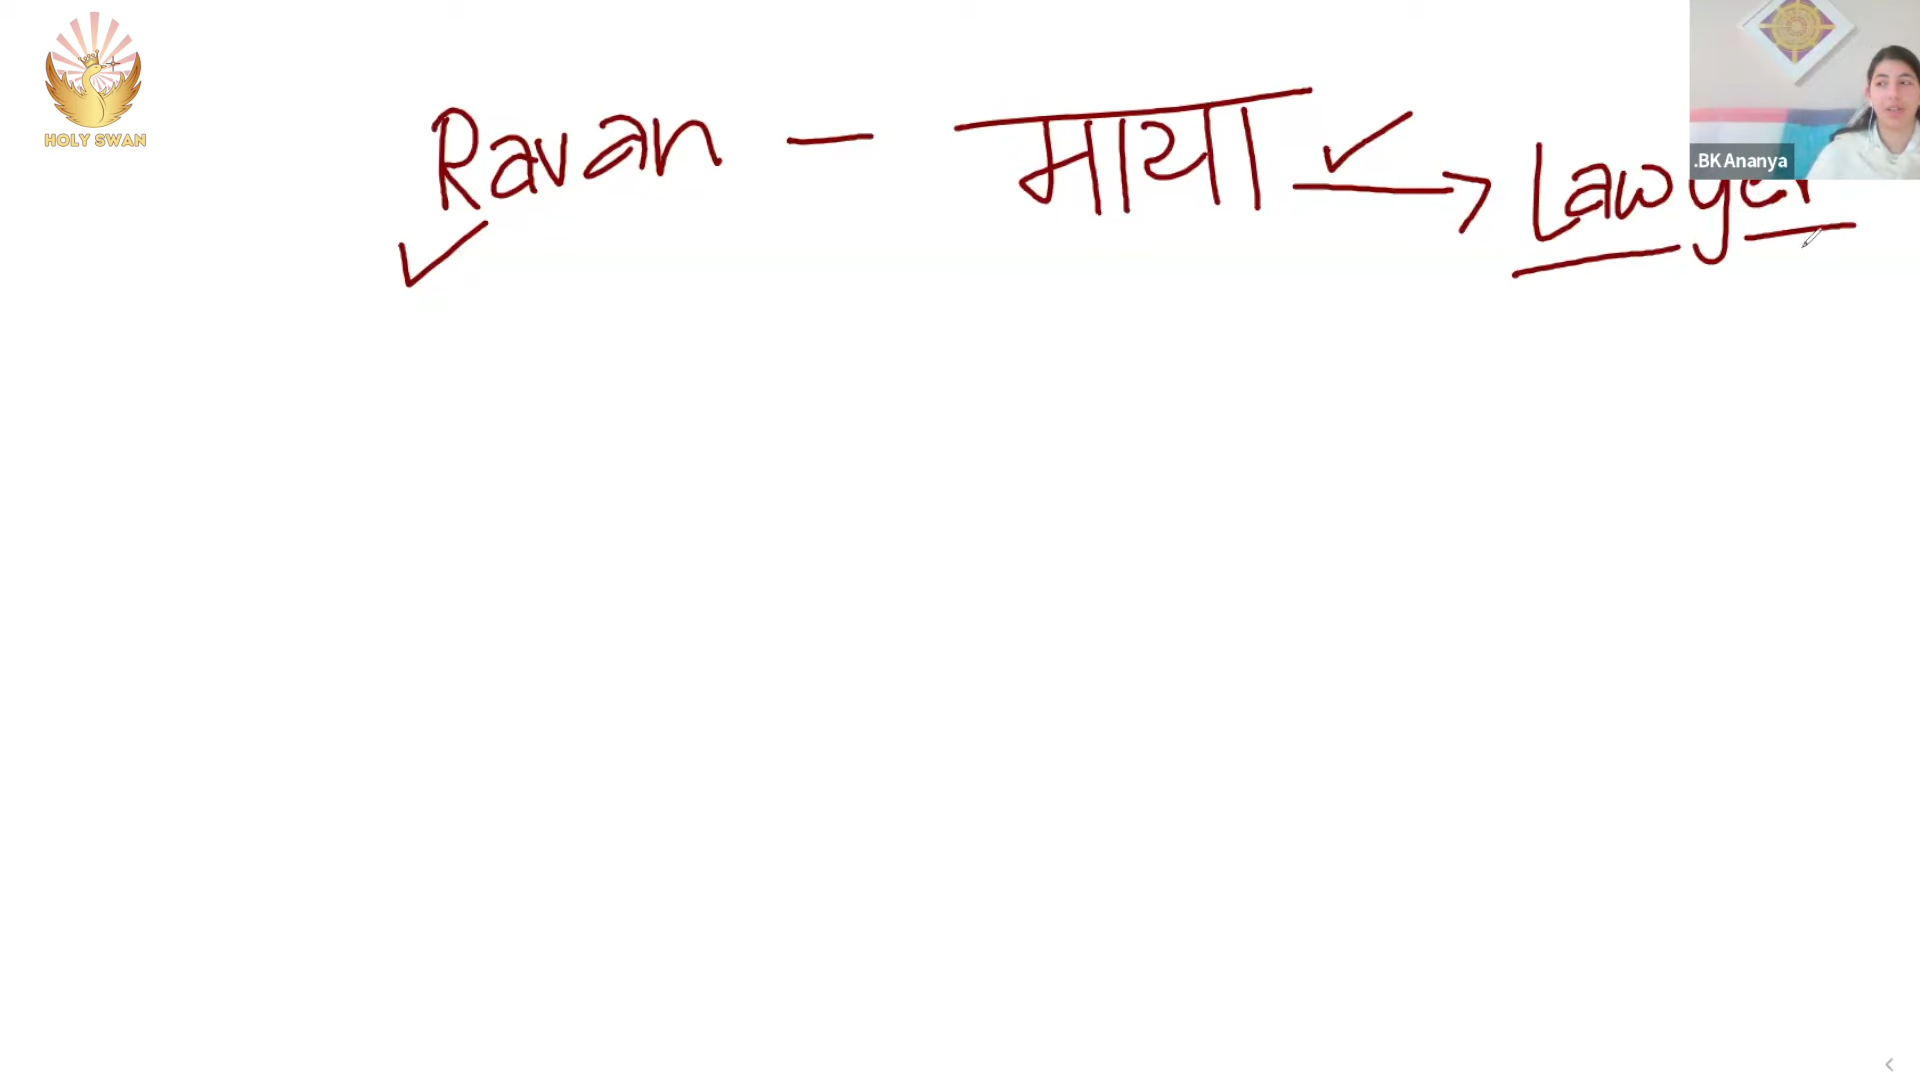 HOLY SWAN
Ravan — माया → Lawyer
.BK Ananya